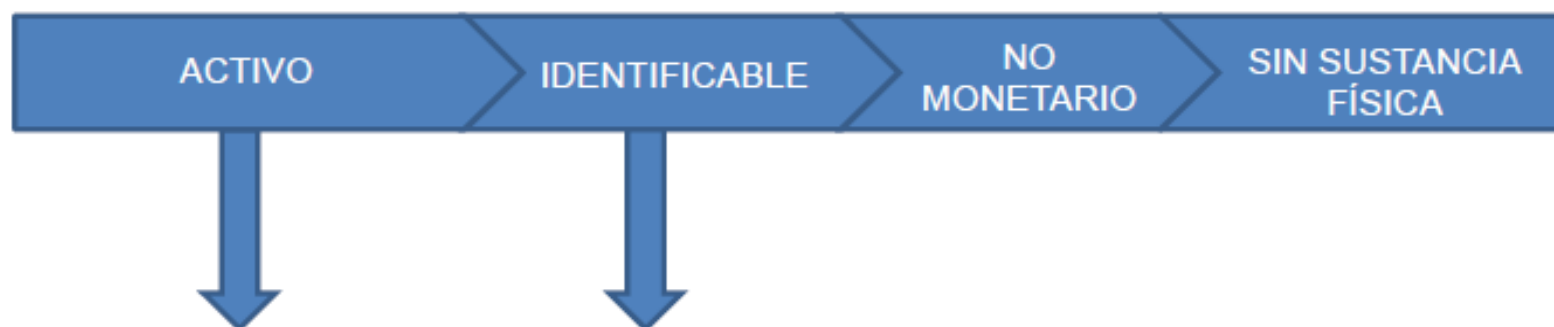 ACTIVO
IDENTIFICABLE
NO
MONETARIO
SIN SUSTANCIA
FÍSICA